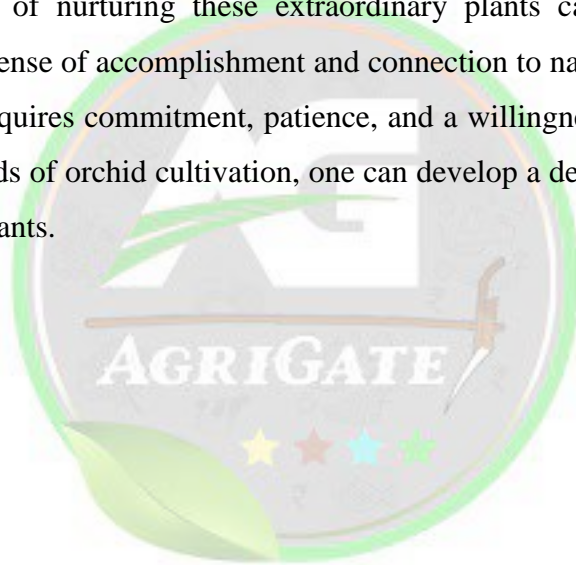 of nurturing these extraordinary plants ca
ense of accomplishment and connection to na
quires commitment, patience, and a willingne
ds of orchid cultivation, one can develop a de
ants.
AG
AGRIGATE